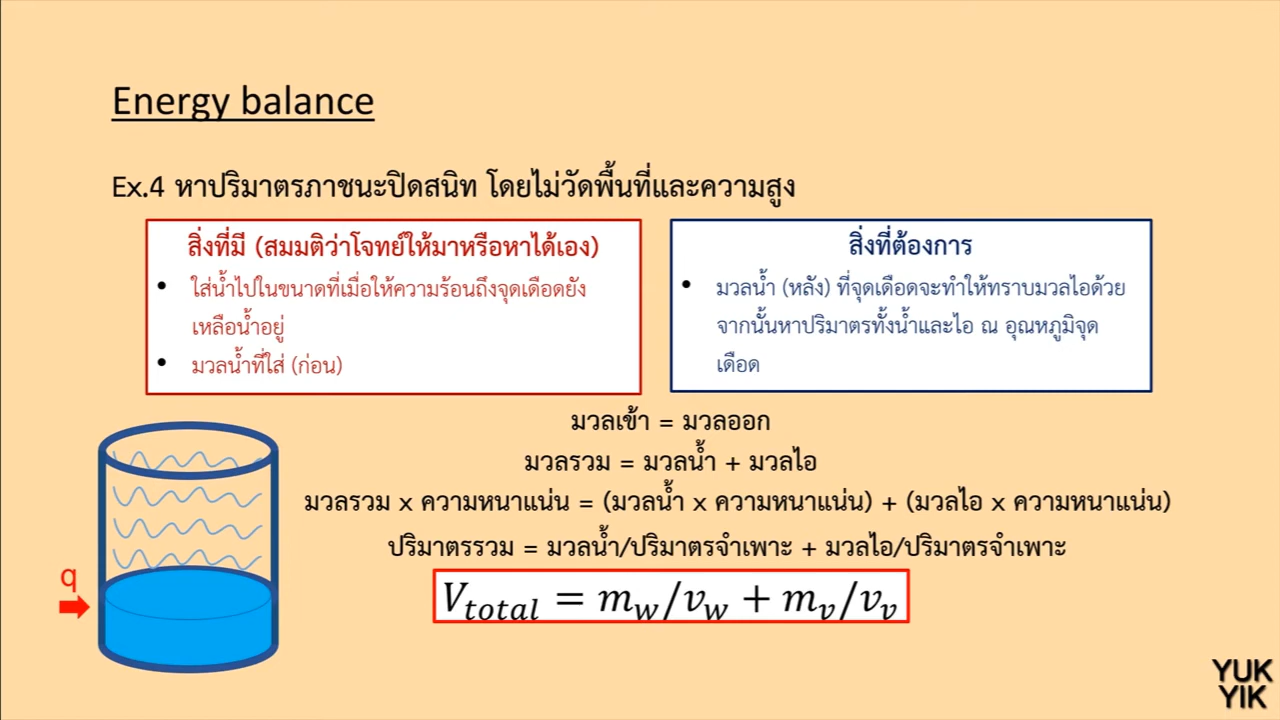 Energy balance
Ex.4 หาปริมาตรภาชนะปิดสนิท โดยไม่วัดพื้นที่และความสูง
สิ่งที่มี (สมมติว่าโจทย์ให้มาหรือหาได้เอง)
• ใส่น้ำไปในขนาดที่เมื่อให้ความร้อนถึงจุดเดือดยัง
เหลือน้ำอยู่
• มวลน้ำที่ใส่ (ก่อน)
สิ่งที่ต้องการ
• มวลน้ำ (หลัง) ที่จุดเดือดจะทำให้ทราบมวลไอด้วย
จากนั้นหาปริมาตรทั้งน้ำและไอ ณ อุณหภูมิจุด
เดือด
มวลเข้า = มวลออก
มวลรวม = มวลน้ำ + มวลไอ
มวลรวม x ความหนาแน่น = (มวลน้ำ x ความหนาแน่น) + (มวลไอ x ความหนาแน่น)
ปริมาตรรวม = มวลน้ำ/ปริมาตรจำเพาะ + มวลไอ/ปริมาตรจำเพาะ
V_total = m_w/v_w + m_v/v_v
q
YUK
YIK